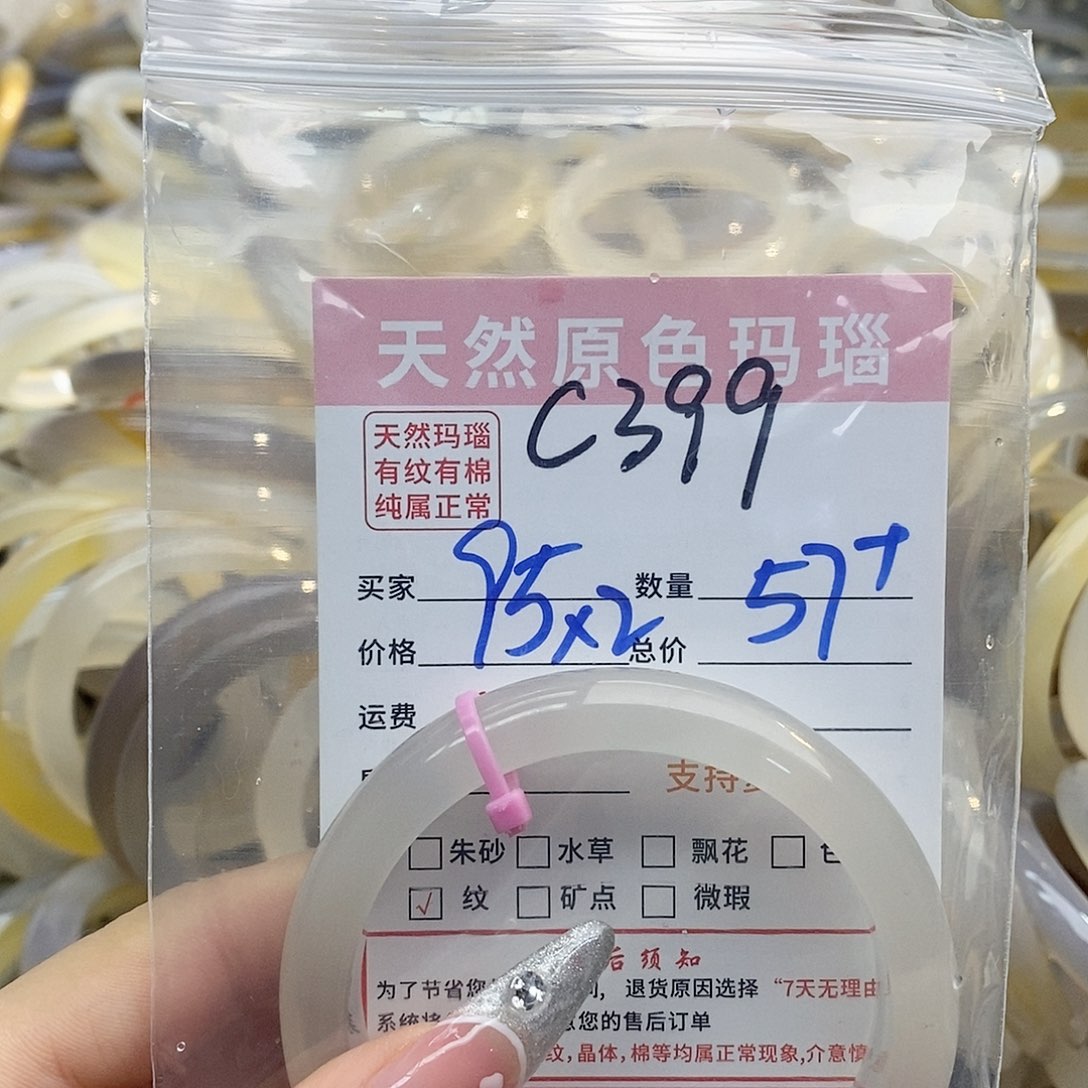 天然原色玛瑙
C399
天然玛瑙
有纹有棉
纯属正常
买家 95x2 数量 57+
价格 总价
运费
支持
朱砂 水草 飘花
√ 纹 矿点 微瑕
后须知
为了节省您 间, 退货原因选择 “7天无理由
系统将 您的售后订单
纹,晶体,棉等均属正常现象,介意慎